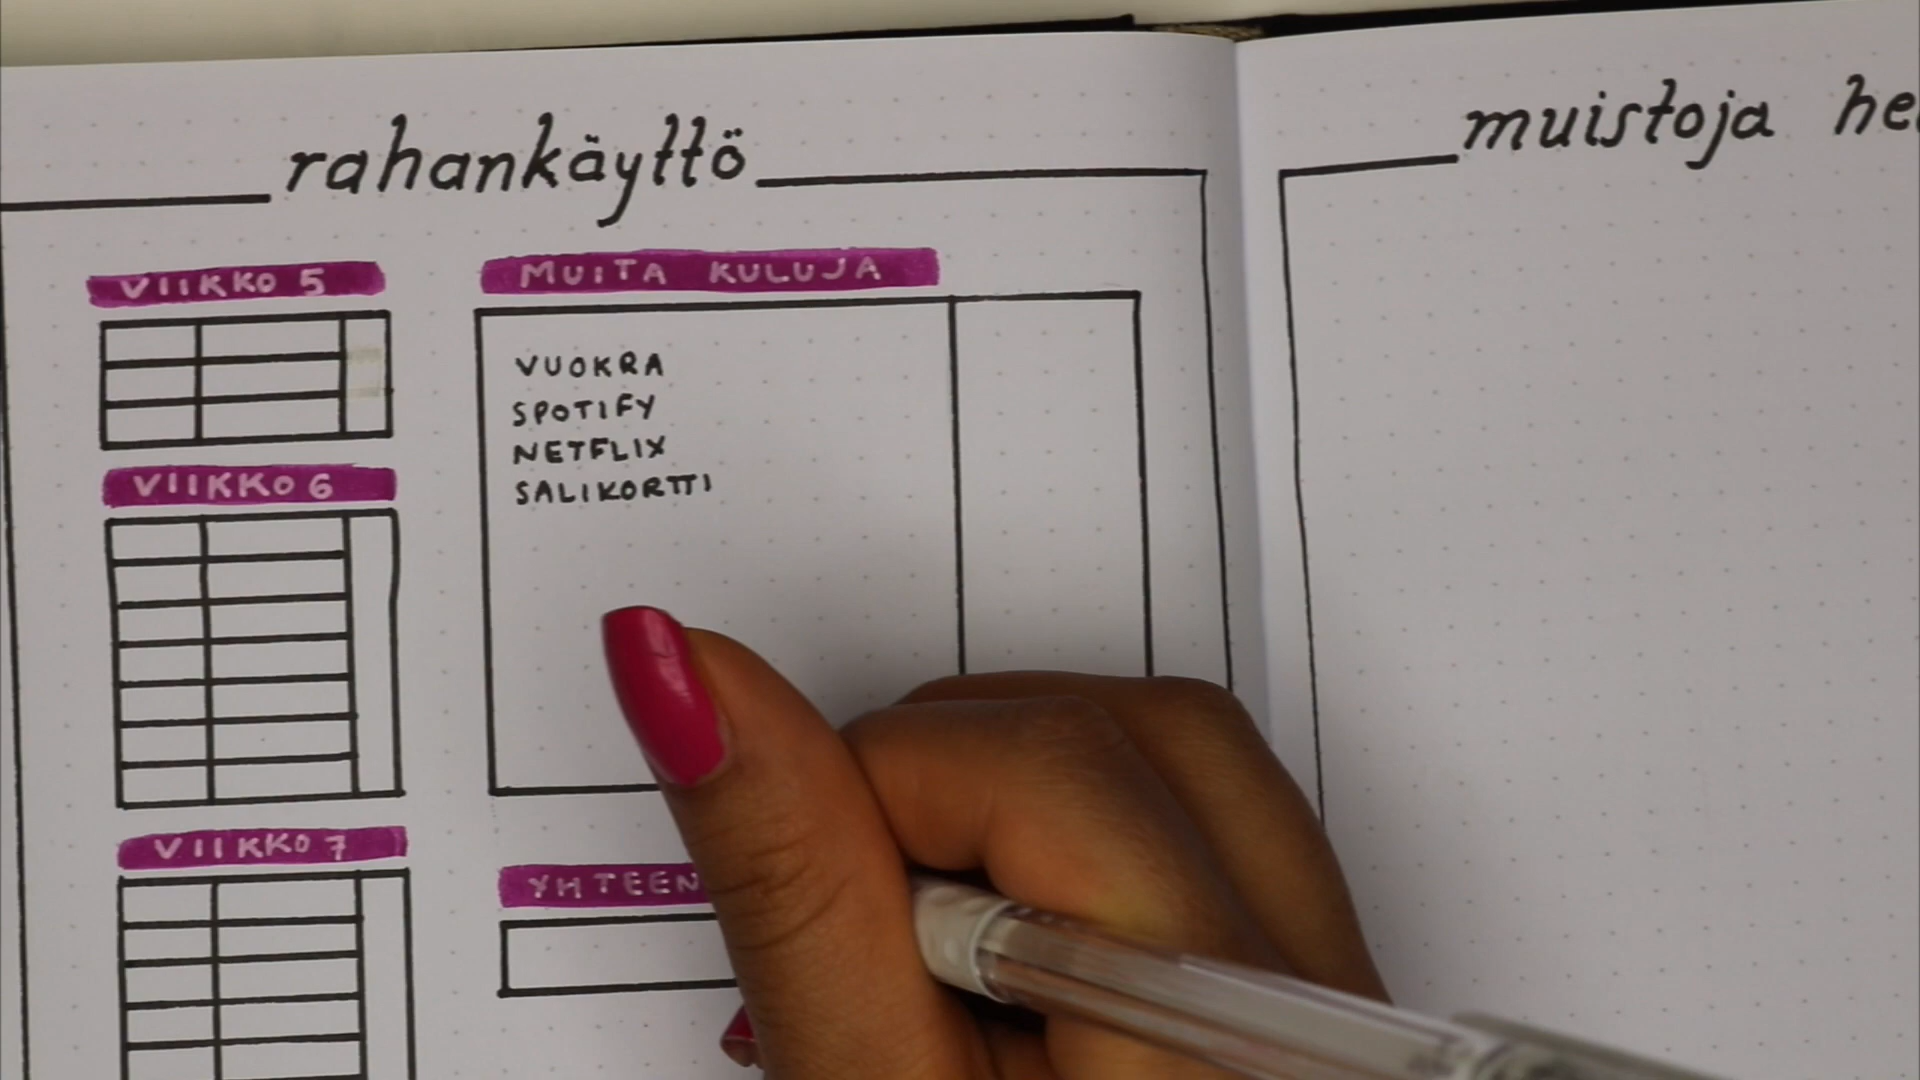 rahankäyttö
VIIKKO 5
VIIKKO 6
VIIKKO 7
MUITA KULUJA
VUOKRA
SPOTIFY
NETFLIX
SALIKORTTI
muistoja